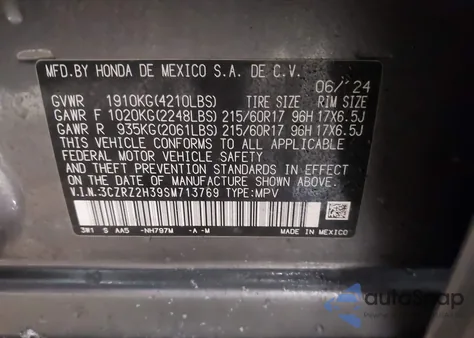 MFD.BY HONDA DE MEXICO S.A. DE C.V.
06/24
GVWR 1910KG(4210LBS) TIRE SIZE RIM SIZE
GAWR F 1020KG(2248LBS) 215/60R17 96H 17X6.5J
GAWR R 935KG(2061LBS) 215/60R17 96H 17X6.5J
THIS VEHICLE CONFORMS TO ALL APPLICABLE
FEDERAL MOTOR VEHICLE SAFETY, BUMPER,
AND THEFT PREVENTION STANDARDS IN EFFECT
ON THE DATE OF MANUFACTURE SHOWN ABOVE.
V.I.N.3CZRZ2H39SM713769 TYPE:MPV
3W1 S AA5 -NH797M -A -M MADE IN MEXICO
autoSnap